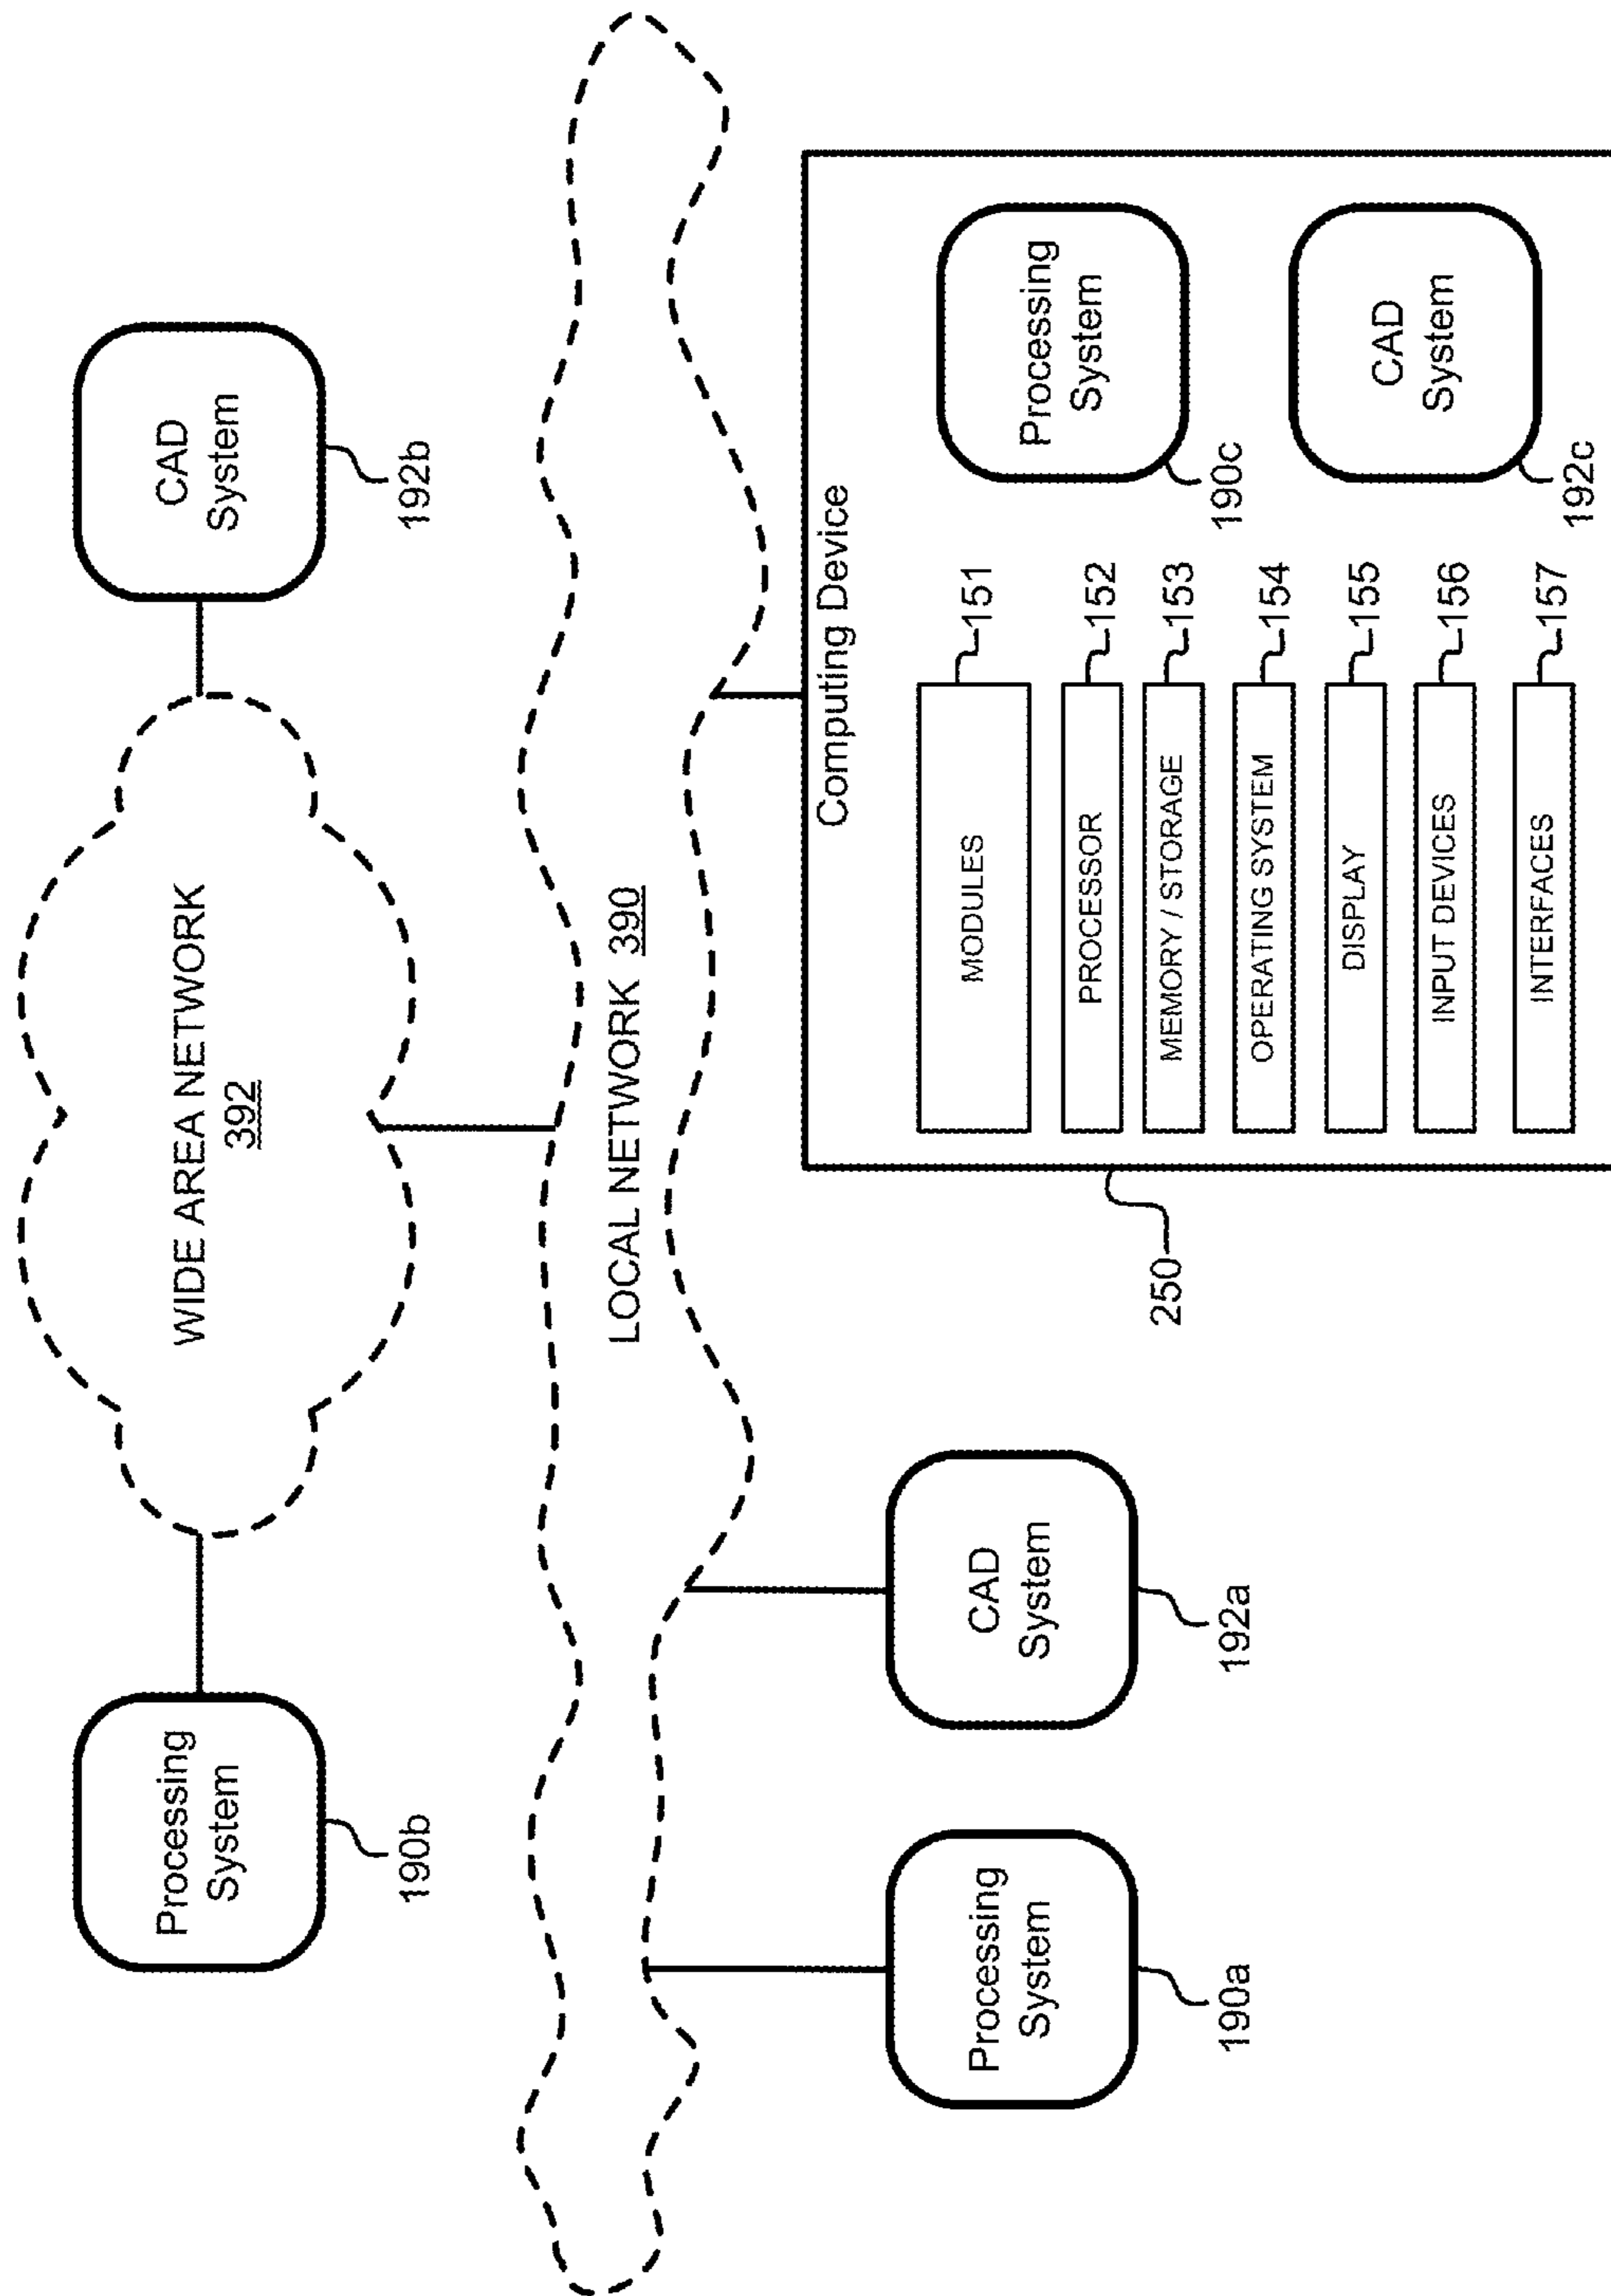 Processing
System
190b
WIDE AREA NETWORK
392
CAD
System
192b
LOCAL NETWORK 390
Processing
System
190a
CAD
System
192a
250
Computing Device
MODULES
151
PROCESSOR
152
MEMORY / STORAGE
153
OPERATING SYSTEM
154
DISPLAY
155
INPUT DEVICES
156
INTERFACES
157
Processing
System
190c
CAD
System
192c